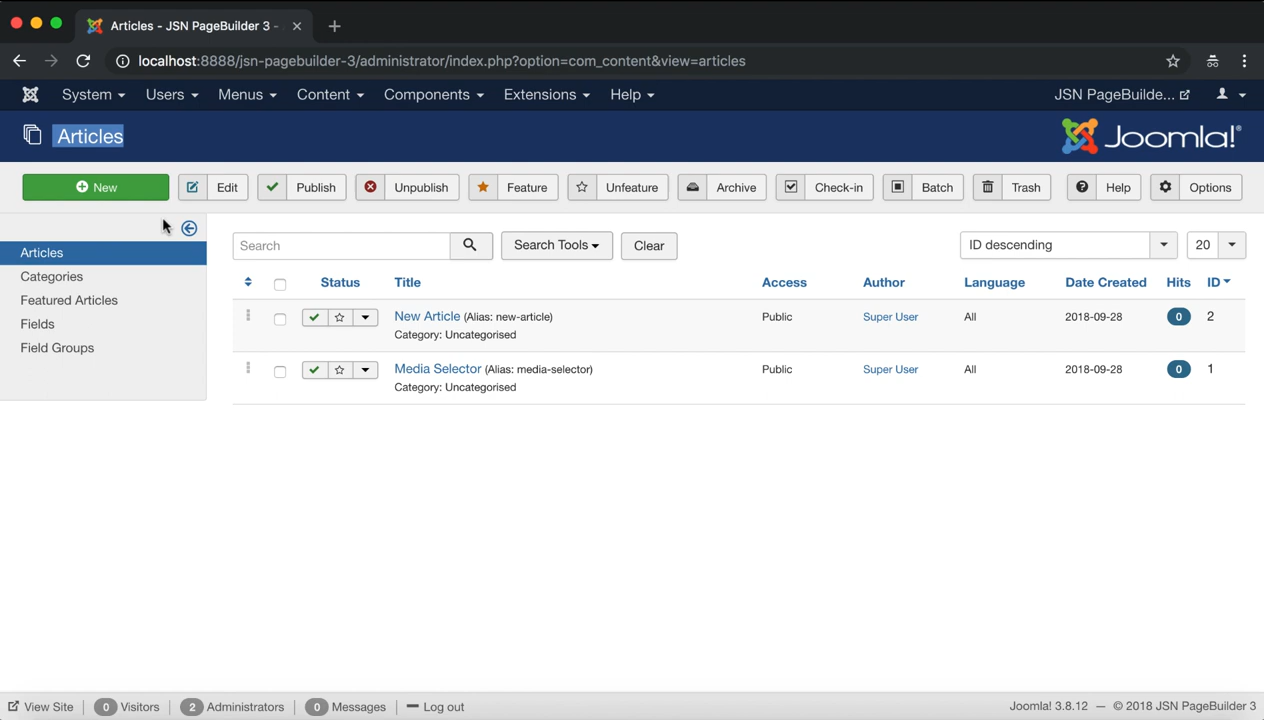 Articles - JSN PageBuilder 3 -
localhost:8888/jsn-pagebuilder-3/administrator/index.php?option=com_content&view=articles
System Users Menus Content Components Extensions Help JSN PageBuilde...
Articles Joomla!®
New Edit Publish Unpublish Feature Unfeature Archive Check-in Batch Trash Help Options
Articles
Categories
Featured Articles
Fields
Field Groups
Search Search Tools Clear ID descending 20
Status Title Access Author Language Date Created Hits ID
New Article (Alias: new-article) Public Super User All 2018-09-28 0 2
Category: Uncategorised
Media Selector (Alias: media-selector) Public Super User All 2018-09-28 0 1
Category: Uncategorised
View Site 0 Visitors 2 Administrators 0 Messages Log out Joomla! 3.8.12 — © 2018 JSN PageBuilder 3